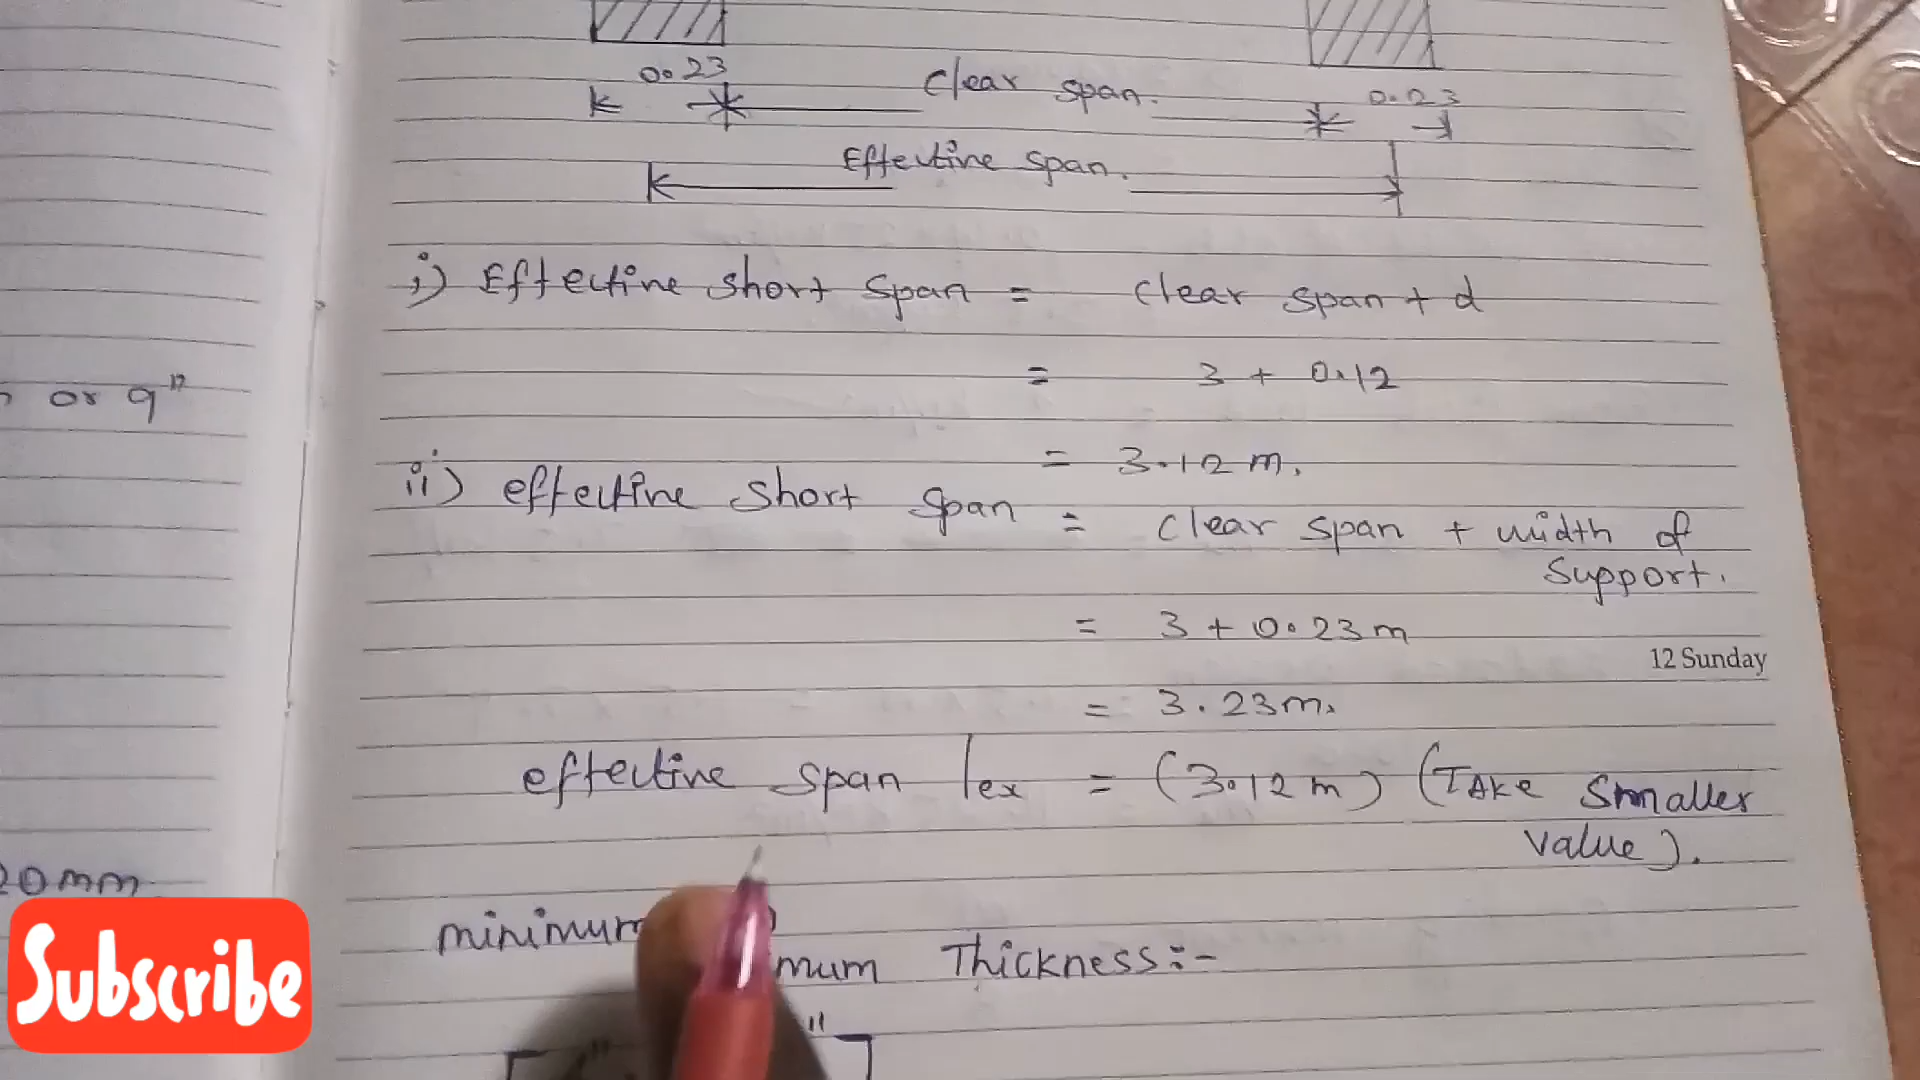 0.23
clear span.
0.23
Effective span.
i) Effective short span = clear span + d
= 3 + 0.12
= 3.12 m.
ii) effective short span = clear span + width of
support.
= 3 + 0.23 m
12 Sunday
= 3.23 m.
effective span lex = (3.12 m) (TAKE smaller
value).
minimum
mum Thickness:-
or 9"
20mm
Subscribe